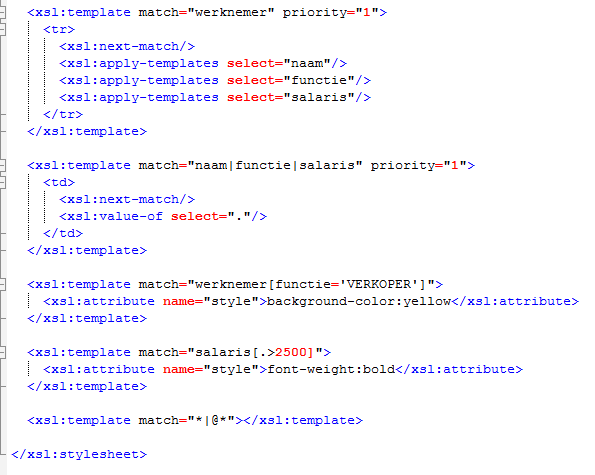 <xsl:template match="werknemer" priority="1">
<tr>
<xsl:next-match/>
<xsl:apply-templates select="naam"/>
<xsl:apply-templates select="functie"/>
<xsl:apply-templates select="salaris"/>
</tr>
</xsl:template>
<xsl:template match="naam|functie|salaris" priority="1">
<td>
<xsl:next-match/>
<xsl:value-of select="."/>
</td>
</xsl:template>
<xsl:template match="werknemer[functie='VERKOPER']">
<xsl:attribute name="style">background-color:yellow</xsl:attribute>
</xsl:template>
<xsl:template match="salaris[.>2500]">
<xsl:attribute name="style">font-weight:bold</xsl:attribute>
</xsl:template>
<xsl:template match="*|@*"></xsl:template>
</xsl:stylesheet>